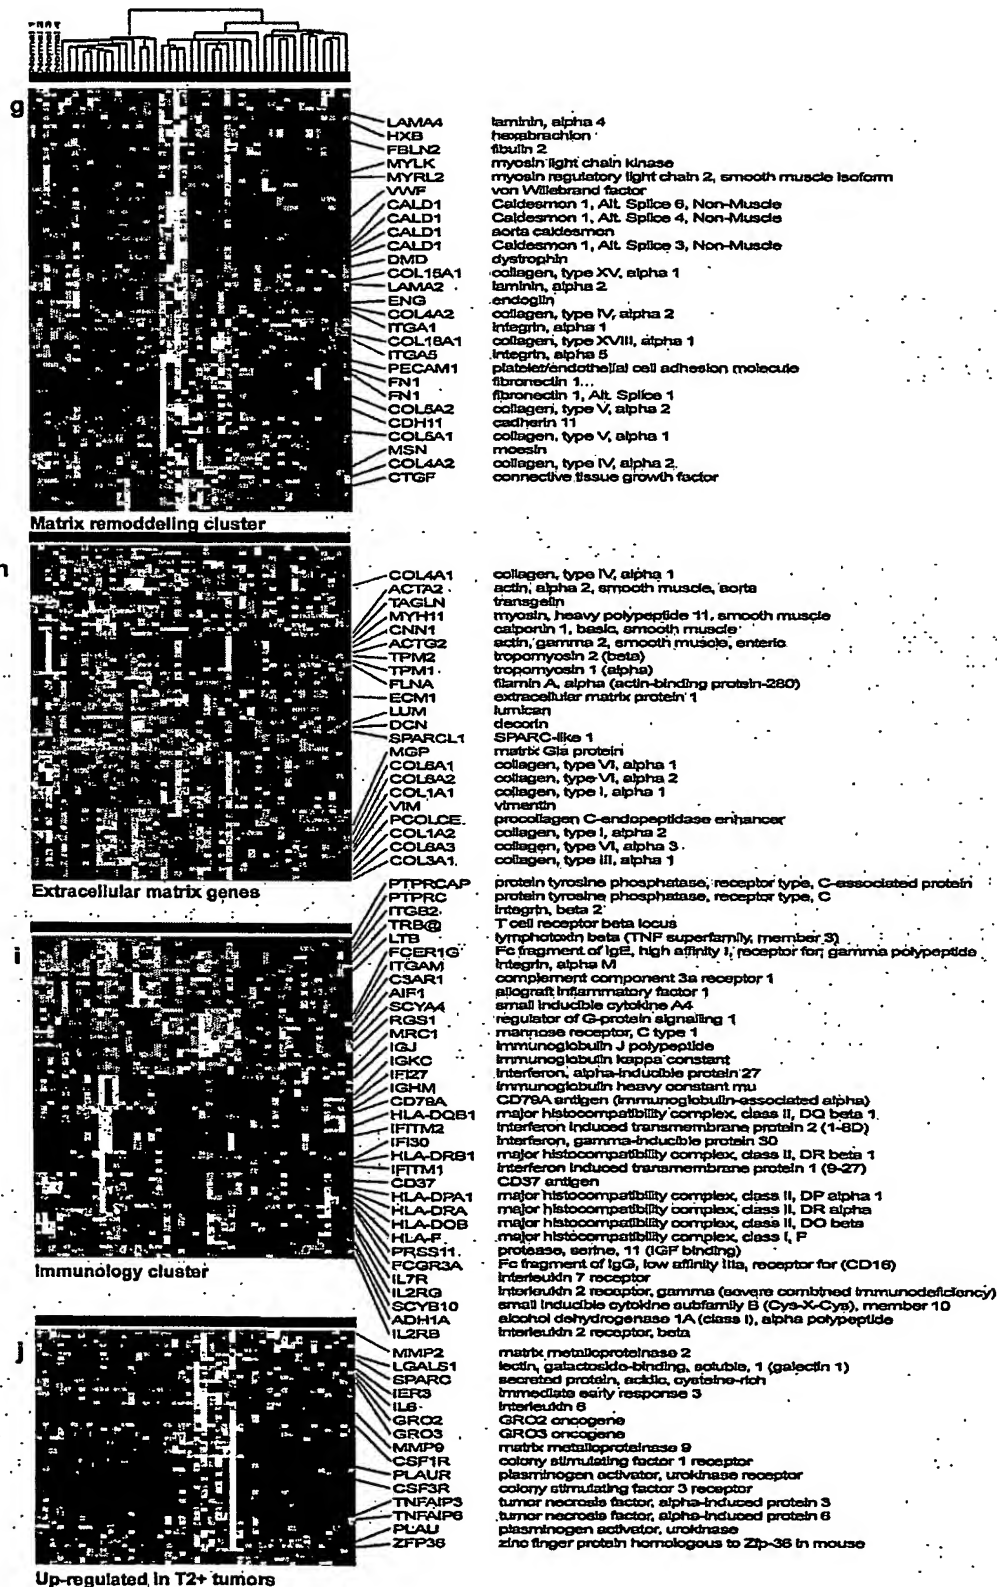 g
LAMA4 laminin, alpha 4
HXB hexabrachion
FBLN2 fibulin 2
MYLK myosin light chain kinase
MYRL2 myosin regulatory light chain 2, smooth muscle isoform
VWF von Willebrand factor
CALD1 Caldesmon 1, Alt. Splice 6, Non-Muscle
CALD1 Caldesmon 1, Alt. Splice 4, Non-Muscle
CALD1 aorta caldesmon
CALD1 Caldesmon 1, Alt. Splice 3, Non-Muscle
DMD dystrophin
COL15A1 collagen, type XV, alpha 1
LAMA2 laminin, alpha 2
ENG endoglin
COL4A2 collagen, type IV, alpha 2
ITGA1 integrin, alpha 1
COL18A1 collagen, type XVIII, alpha 1
ITGA5 integrin, alpha 5
PECAM1 platelet/endothelial cell adhesion molecule
FN1 fibronectin 1...
FN1 fibronectin 1, Alt. Splice 1
COL5A2 collagen, type V, alpha 2
CDH11 cadherin 11
COL5A1 collagen, type V, alpha 1
MSN moesin
COL4A2 collagen, type IV, alpha 2
CTGF connective tissue growth factor
Matrix remoddeling cluster
COL4A1 collagen, type IV, alpha 1
ACTA2 actin, alpha 2, smooth muscle, aorta
TAGLN transgelin
MYH11 myosin, heavy polypeptide 11, smooth muscle
CNN1 calponin 1, basic, smooth muscle
ACTG2 actin, gamma 2, smooth muscle, enteric
TPM2 tropomyosin 2 (beta)
TPM1 tropomyosin 1 (alpha)
FLNA filamin A, alpha (actin-binding protein-280)
ECM1 extracellular matrix protein 1
LUM lumican
DCN decorin
SPARCL1 SPARC-like 1
MGP matrix Gla protein
COL6A1 collagen, type VI, alpha 1
COL6A2 collagen, type VI, alpha 2
COL1A1 collagen, type I, alpha 1
VIM vimentin
PCOLCE procollagen C-endopeptidase enhancer
COL1A2 collagen, type I, alpha 2
COL6A3 collagen, type VI, alpha 3
COL3A1 collagen, type III, alpha 1
Extracellular matrix genes
PTPRCAP protein tyrosine phosphatase, receptor type, C-associated protein
PTPRC protein tyrosine phosphatase, receptor type, C
ITGB2 integrin, beta 2
TRB@ T cell receptor beta locus
LTB lymphotoxin beta (TNF superfamily, member 3)
i
FCER1G Fc fragment of IgE, high affinity I, receptor for; gamma polypeptide
ITGAM integrin, alpha M
C3AR1 complement component 3a receptor 1
AIF1 allograft inflammatory factor 1
SCYA4 small inducible cytokine A4
RGS1 regulator of G-protein signalling 1
MRC1 mannose receptor, C type 1
IGJ immunoglobulin J polypeptide
IGKC immunoglobulin kappa constant
IFI27 interferon, alpha-inducible protein 27
IGHM immunoglobulin heavy constant mu
CD79A CD79A antigen (immunoglobulin-associated alpha)
HLA-DQB1 major histocompatibility complex, class II, DQ beta 1
IFITM2 interferon induced transmembrane protein 2 (1-8D)
IFI30 interferon, gamma-inducible protein 30
HLA-DRB1 major histocompatibility complex, class II, DR beta 1
IFITM1 interferon induced transmembrane protein 1 (9-27)
CD37 CD37 antigen
HLA-DPA1 major histocompatibility complex, class II, DP alpha 1
HLA-DRA major histocompatibility complex, class II, DR alpha
HLA-DOB major histocompatibility complex, class II, DO beta
HLA-F major histocompatibility complex, class I, F
PRSS11 protease, serine, 11 (IGF binding)
FCGR3A Fc fragment of IgG, low affinity IIIa, receptor for (CD16)
Immunology cluster
IL7R interleukin 7 receptor
IL2RG interleukin 2 receptor, gamma (severe combined immunodeficiency)
SCYB10 small inducible cytokine subfamily B (Cys-X-Cys), member 10
ADH1A alcohol dehydrogenase 1A (class I), alpha polypeptide
IL2RB interleukin 2 receptor, beta
j
MMP2 matrix metalloproteinase 2
LGALS1 lectin, galactoside-binding, soluble, 1 (galectin 1)
SPARC secreted protein, acidic, cysteine-rich
IER3 immediate early response 3
IL6 interleukin 6
GRO2 GRO2 oncogene
GRO3 GRO3 oncogene
MMP9 matrix metalloproteinase 9
CSF1R colony stimulating factor 1 receptor
PLAUR plasminogen activator, urokinase receptor
CSF3R colony stimulating factor 3 receptor
TNFAIP3 tumor necrosis factor, alpha-induced protein 3
TNFAIP6 tumor necrosis factor, alpha-induced protein 6
PLAU plasminogen activator, urokinase
ZFP36 zinc finger protein homologous to Zfp-36 in mouse
Up-regulated in T2+ tumors